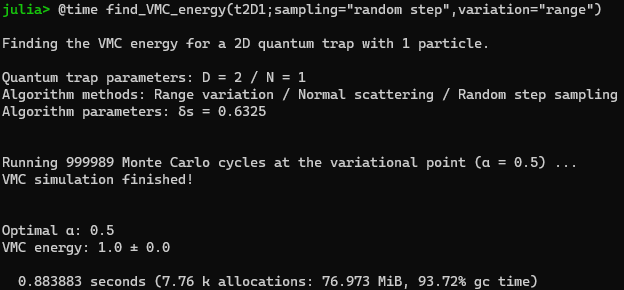 julia> @time find_VMC_energy(t2D1;sampling="random step",variation="range")
Finding the VMC energy for a 2D quantum trap with 1 particle.
Quantum trap parameters: D = 2 / N = 1
Algorithm methods: Range variation / Normal scattering / Random step sampling
Algorithm parameters: δs = 0.6325
Running 999989 Monte Carlo cycles at the variational point (α = 0.5) ...
VMC simulation finished!
Optimal α: 0.5
VMC energy: 1.0 ± 0.0
0.883883 seconds (7.76 k allocations: 76.973 MiB, 93.72% gc time)